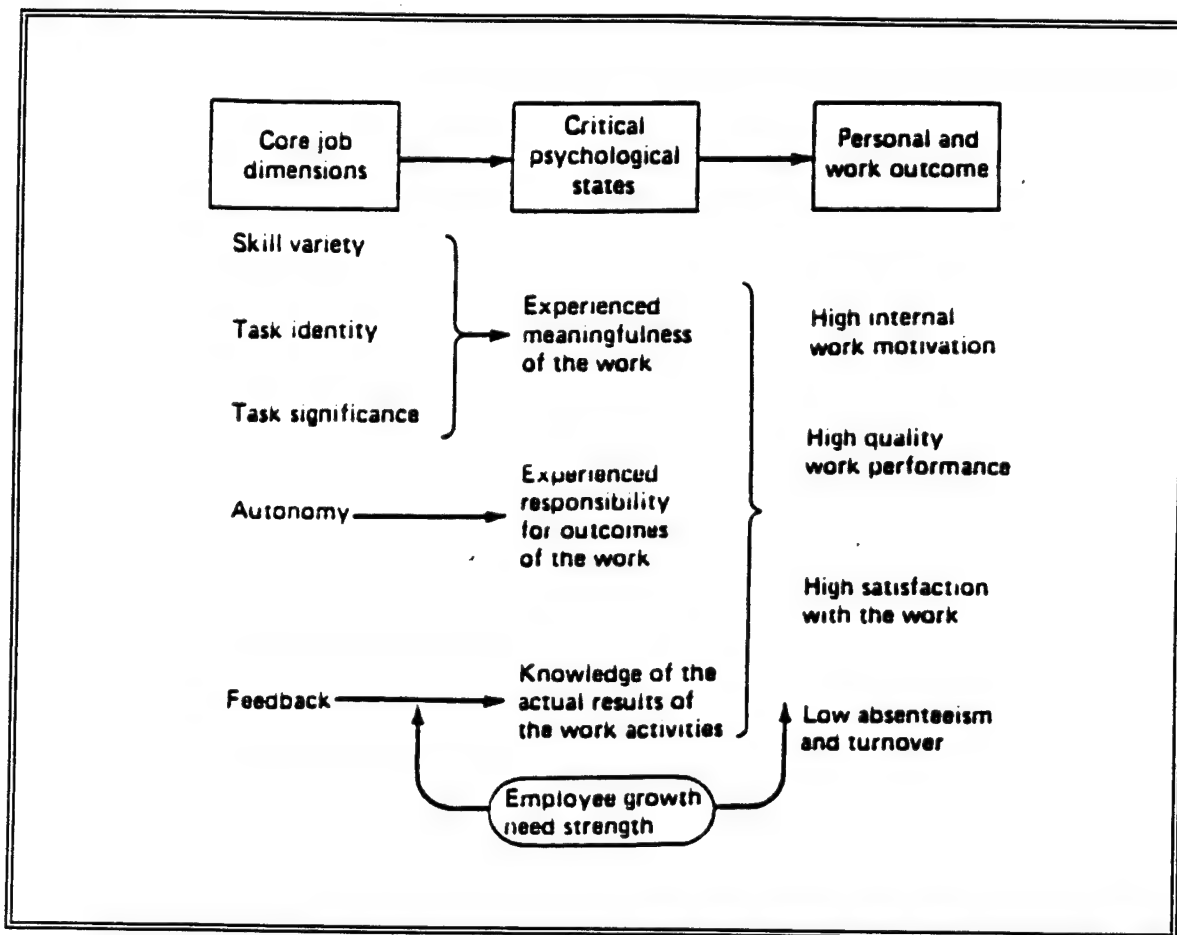 Core job
dimensions
Critical
psychological
states
Personal and
work outcome
Skill variety
Task identity
Task significance
Experienced
meaningfulness
of the work
High internal
work motivation
High quality
work performance
Autonomy
Experienced
responsibility
for outcomes
of the work
High satisfaction
with the work
Feedback
Knowledge of the
actual results of
the work activities
Low absenteeism
and turnover
Employee growth
need strength